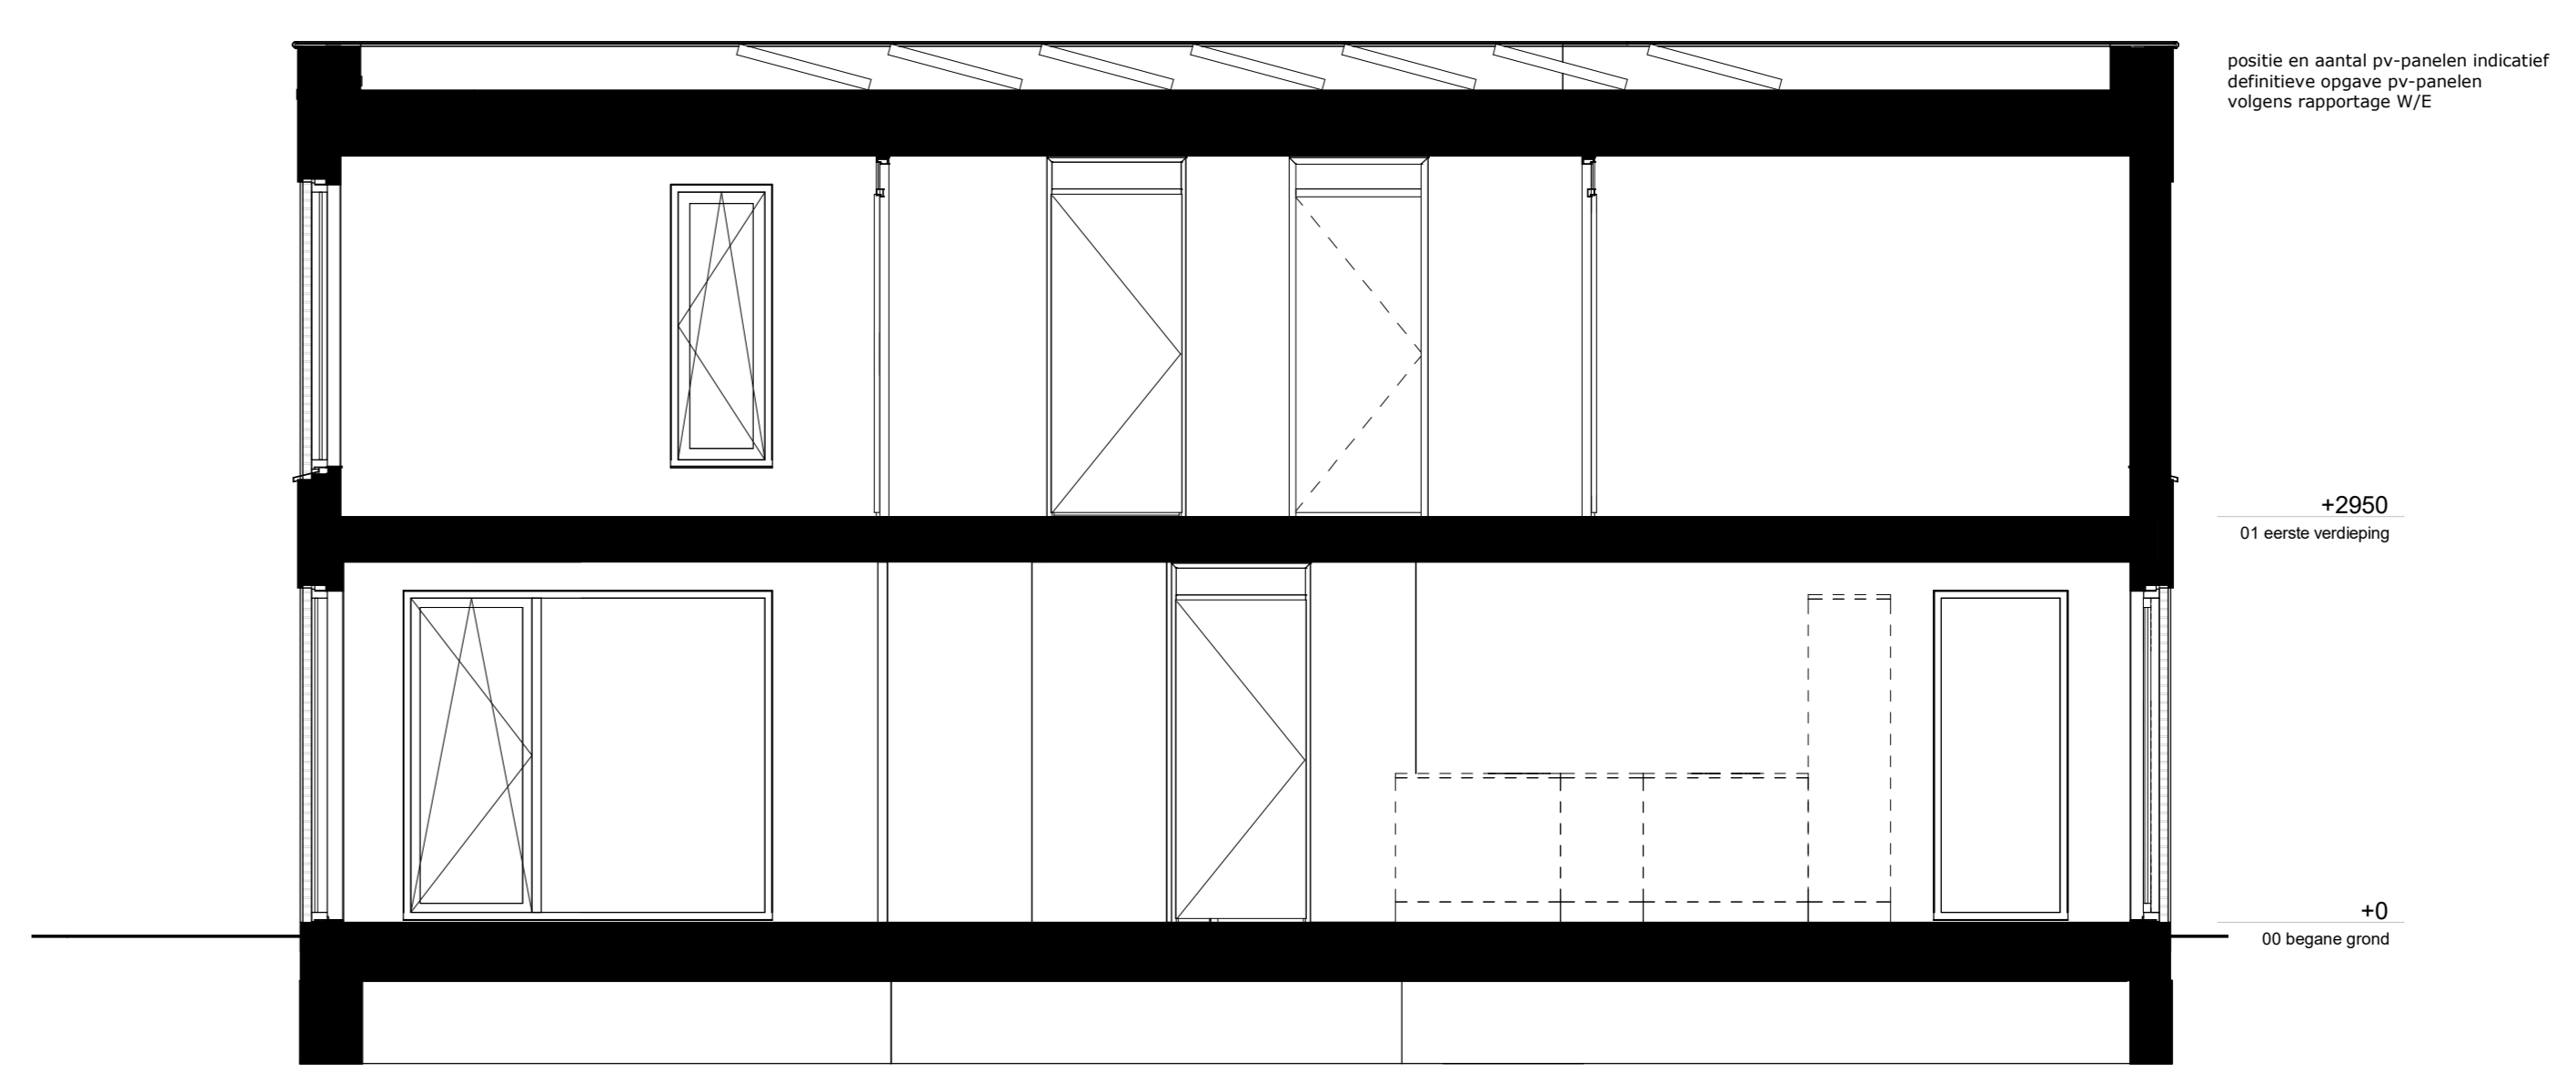 positie en aantal pv-panelen indicatief
definitieve opgave pv-panelen
volgens rapportage W/E
+2950
01 eerste verdieping
+0
00 begane grond